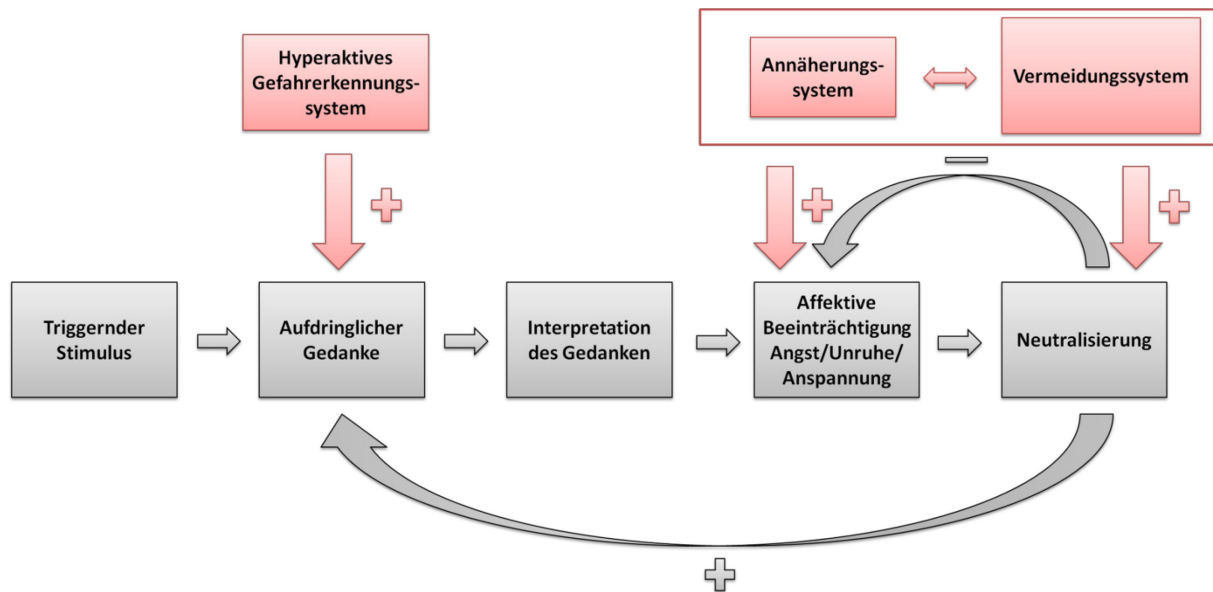 Hyperaktives
Gefahrerkennungs-
system
Annäherungs-
system
Vermeidungssystem
Triggernder
Stimulus
Aufdringlicher
Gedanke
Interpretation
des Gedanken
Affektive
Beeinträchtigung
Angst/Unruhe/
Anspannung
Neutralisierung